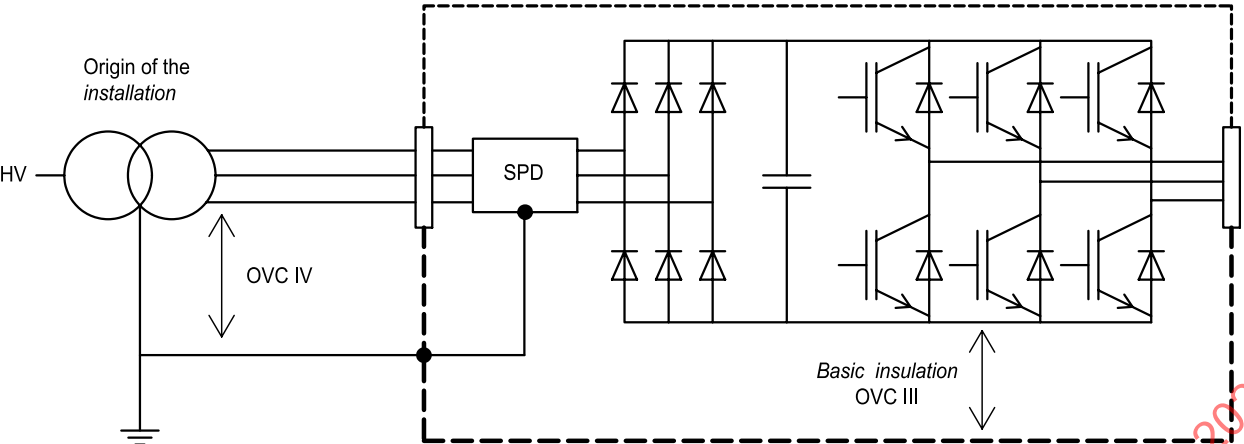 Origin of the
installation
HV
SPD
OVC IV
Basic insulation
OVC III